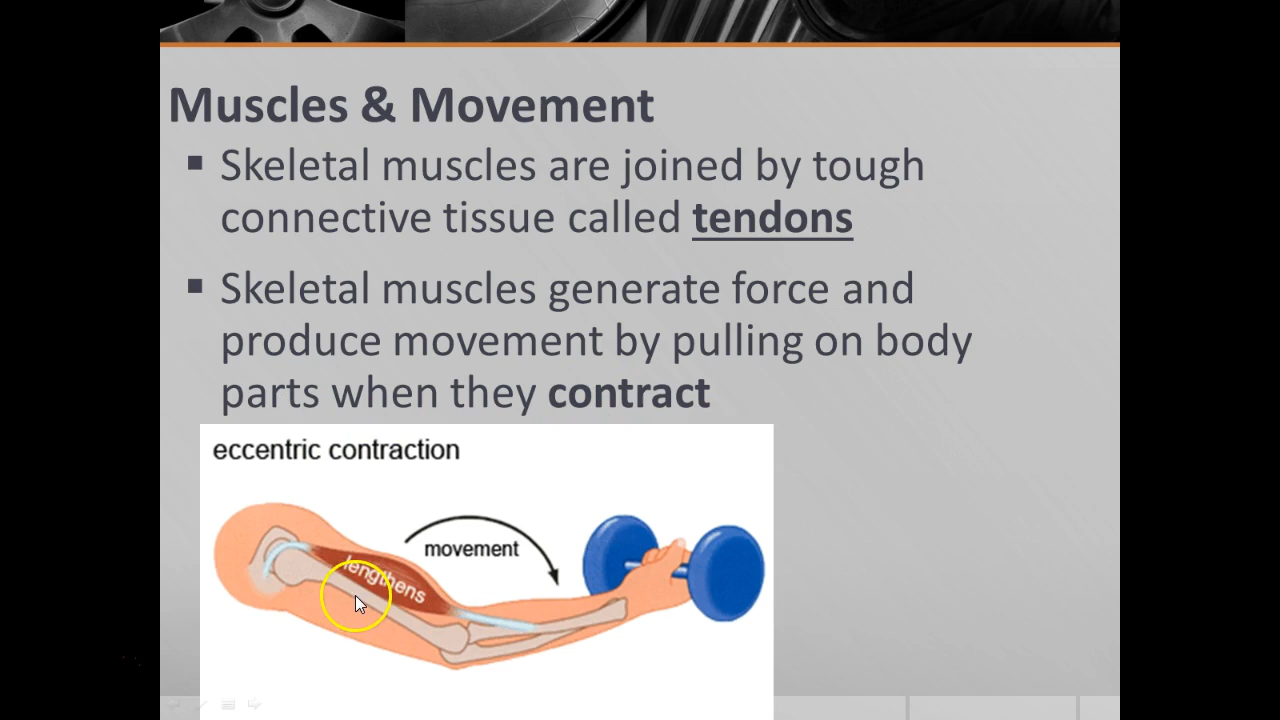 Muscles & Movement
▪ Skeletal muscles are joined by tough
connective tissue called tendons
▪ Skeletal muscles generate force and
produce movement by pulling on body
parts when they contract
eccentric contraction
movement
lengthens